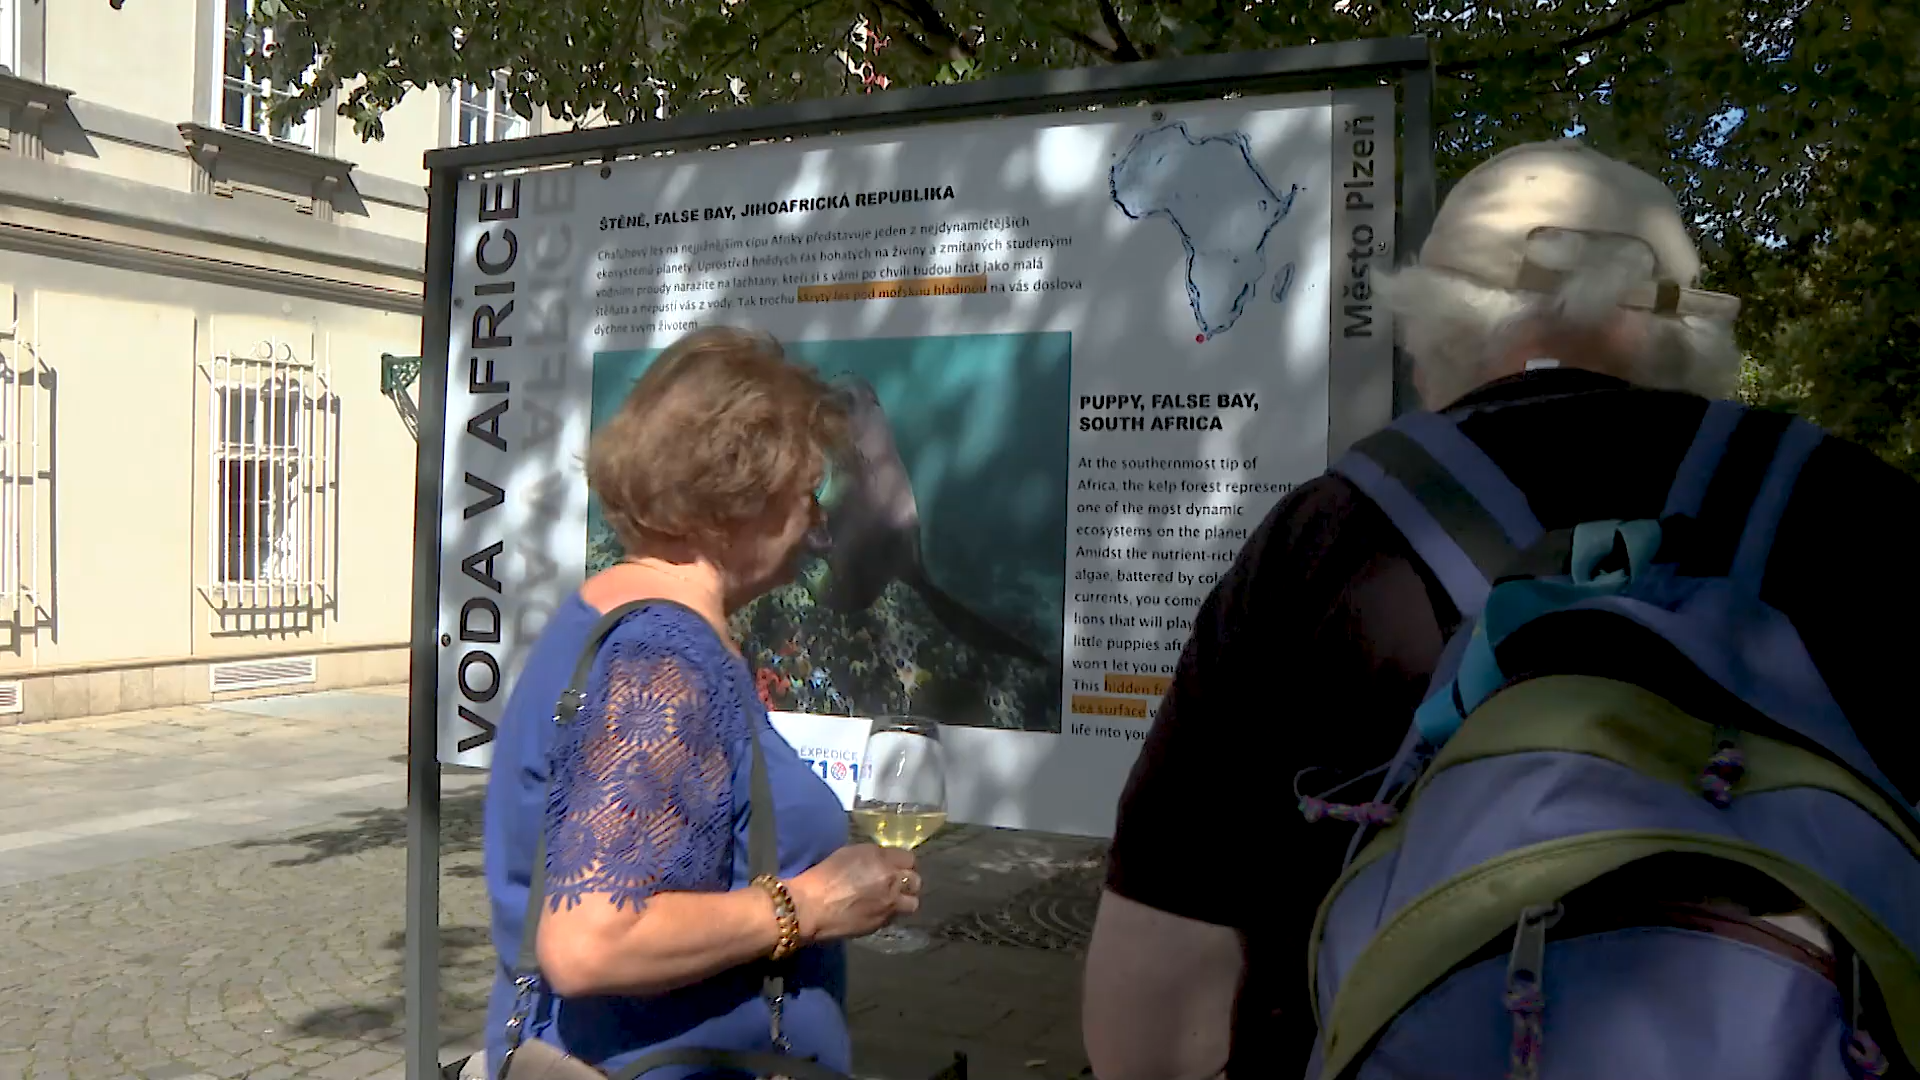 VODA V AFRICE
ŠTĚNĚ, FALSE BAY, JIHOAFRICKÁ REPUBLIKA
Chaluhový les na nejjižnějším cípu Afriky představuje jeden z nejdynamičtějších
ekosystémů planety. Uprostřed hnědých řas bohatých na živiny a zmítaných studenými
vodními proudy narazíte na lachtany, kteří si s vámi po chvíli budou hrát jako malá
štěňata a nepustí vás z vody. Tak trochu skrytý les pod mořskou hladinou na vás doslova
dýchne svým životem
Město Plzeň
PUPPY, FALSE BAY,
SOUTH AFRICA
At the southernmost tip of
Africa, the kelp forest represents
one of the most dynamic
ecosystems on the planet
Amidst the nutrient-rich
algae, battered by
currents, you come
lions that will play
little puppies
won't let you
This hidden
sea surface
life into you
EXPEDICE